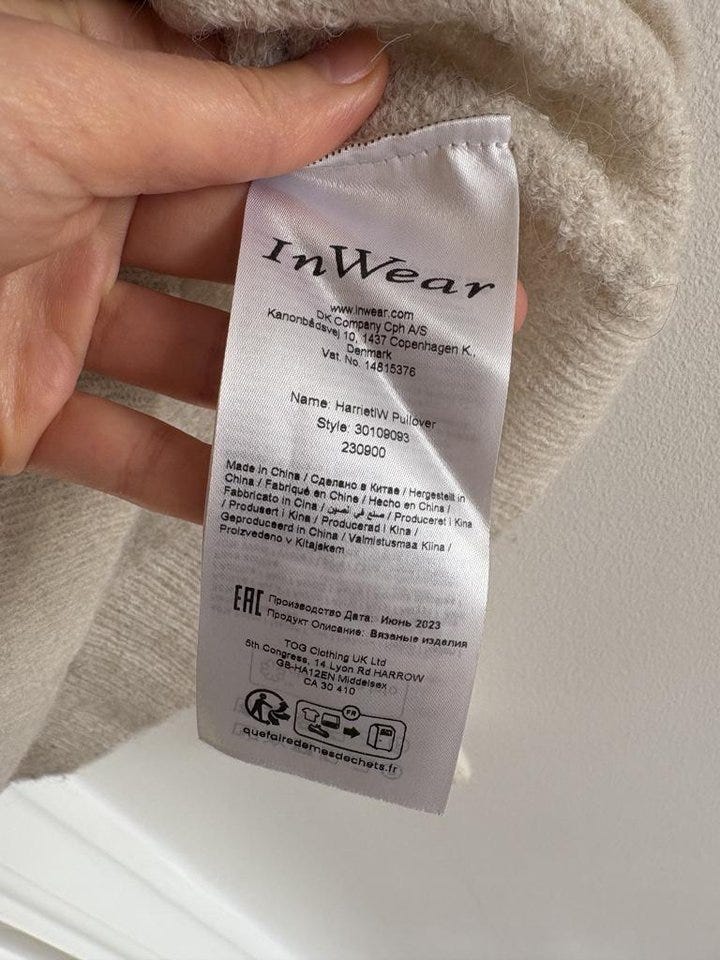 InWear
www.inwear.com
DK Company Cph A/S
Kanonbådsvej 10, 1437 Copenhagen K.,
Denmark
Vat. No. 14815376
Name: HarrietIW Pullover
Style: 30109093
230900
Made in China / Сделано в Китае / Hergestellt in
China / Fabriqué en Chine / Hecho en China /
Fabbricato in Cina / صنع في الصين / Produceret i Kina
/ Produsert i Kina / Producerad i Kina /
Geproduceerd in China / Valmistusmaa Kiina /
Proizvedeno v Kitajskem
EAC
Производство Дата: Июнь 2023
Продукт Описание: Вязаные изделия
TOG Clothing UK Ltd
5th Congress, 14 Lyon Rd HARROW
GB-HA12EN Middelsex
CA 30 410
FR
quefairedemesdechets.fr